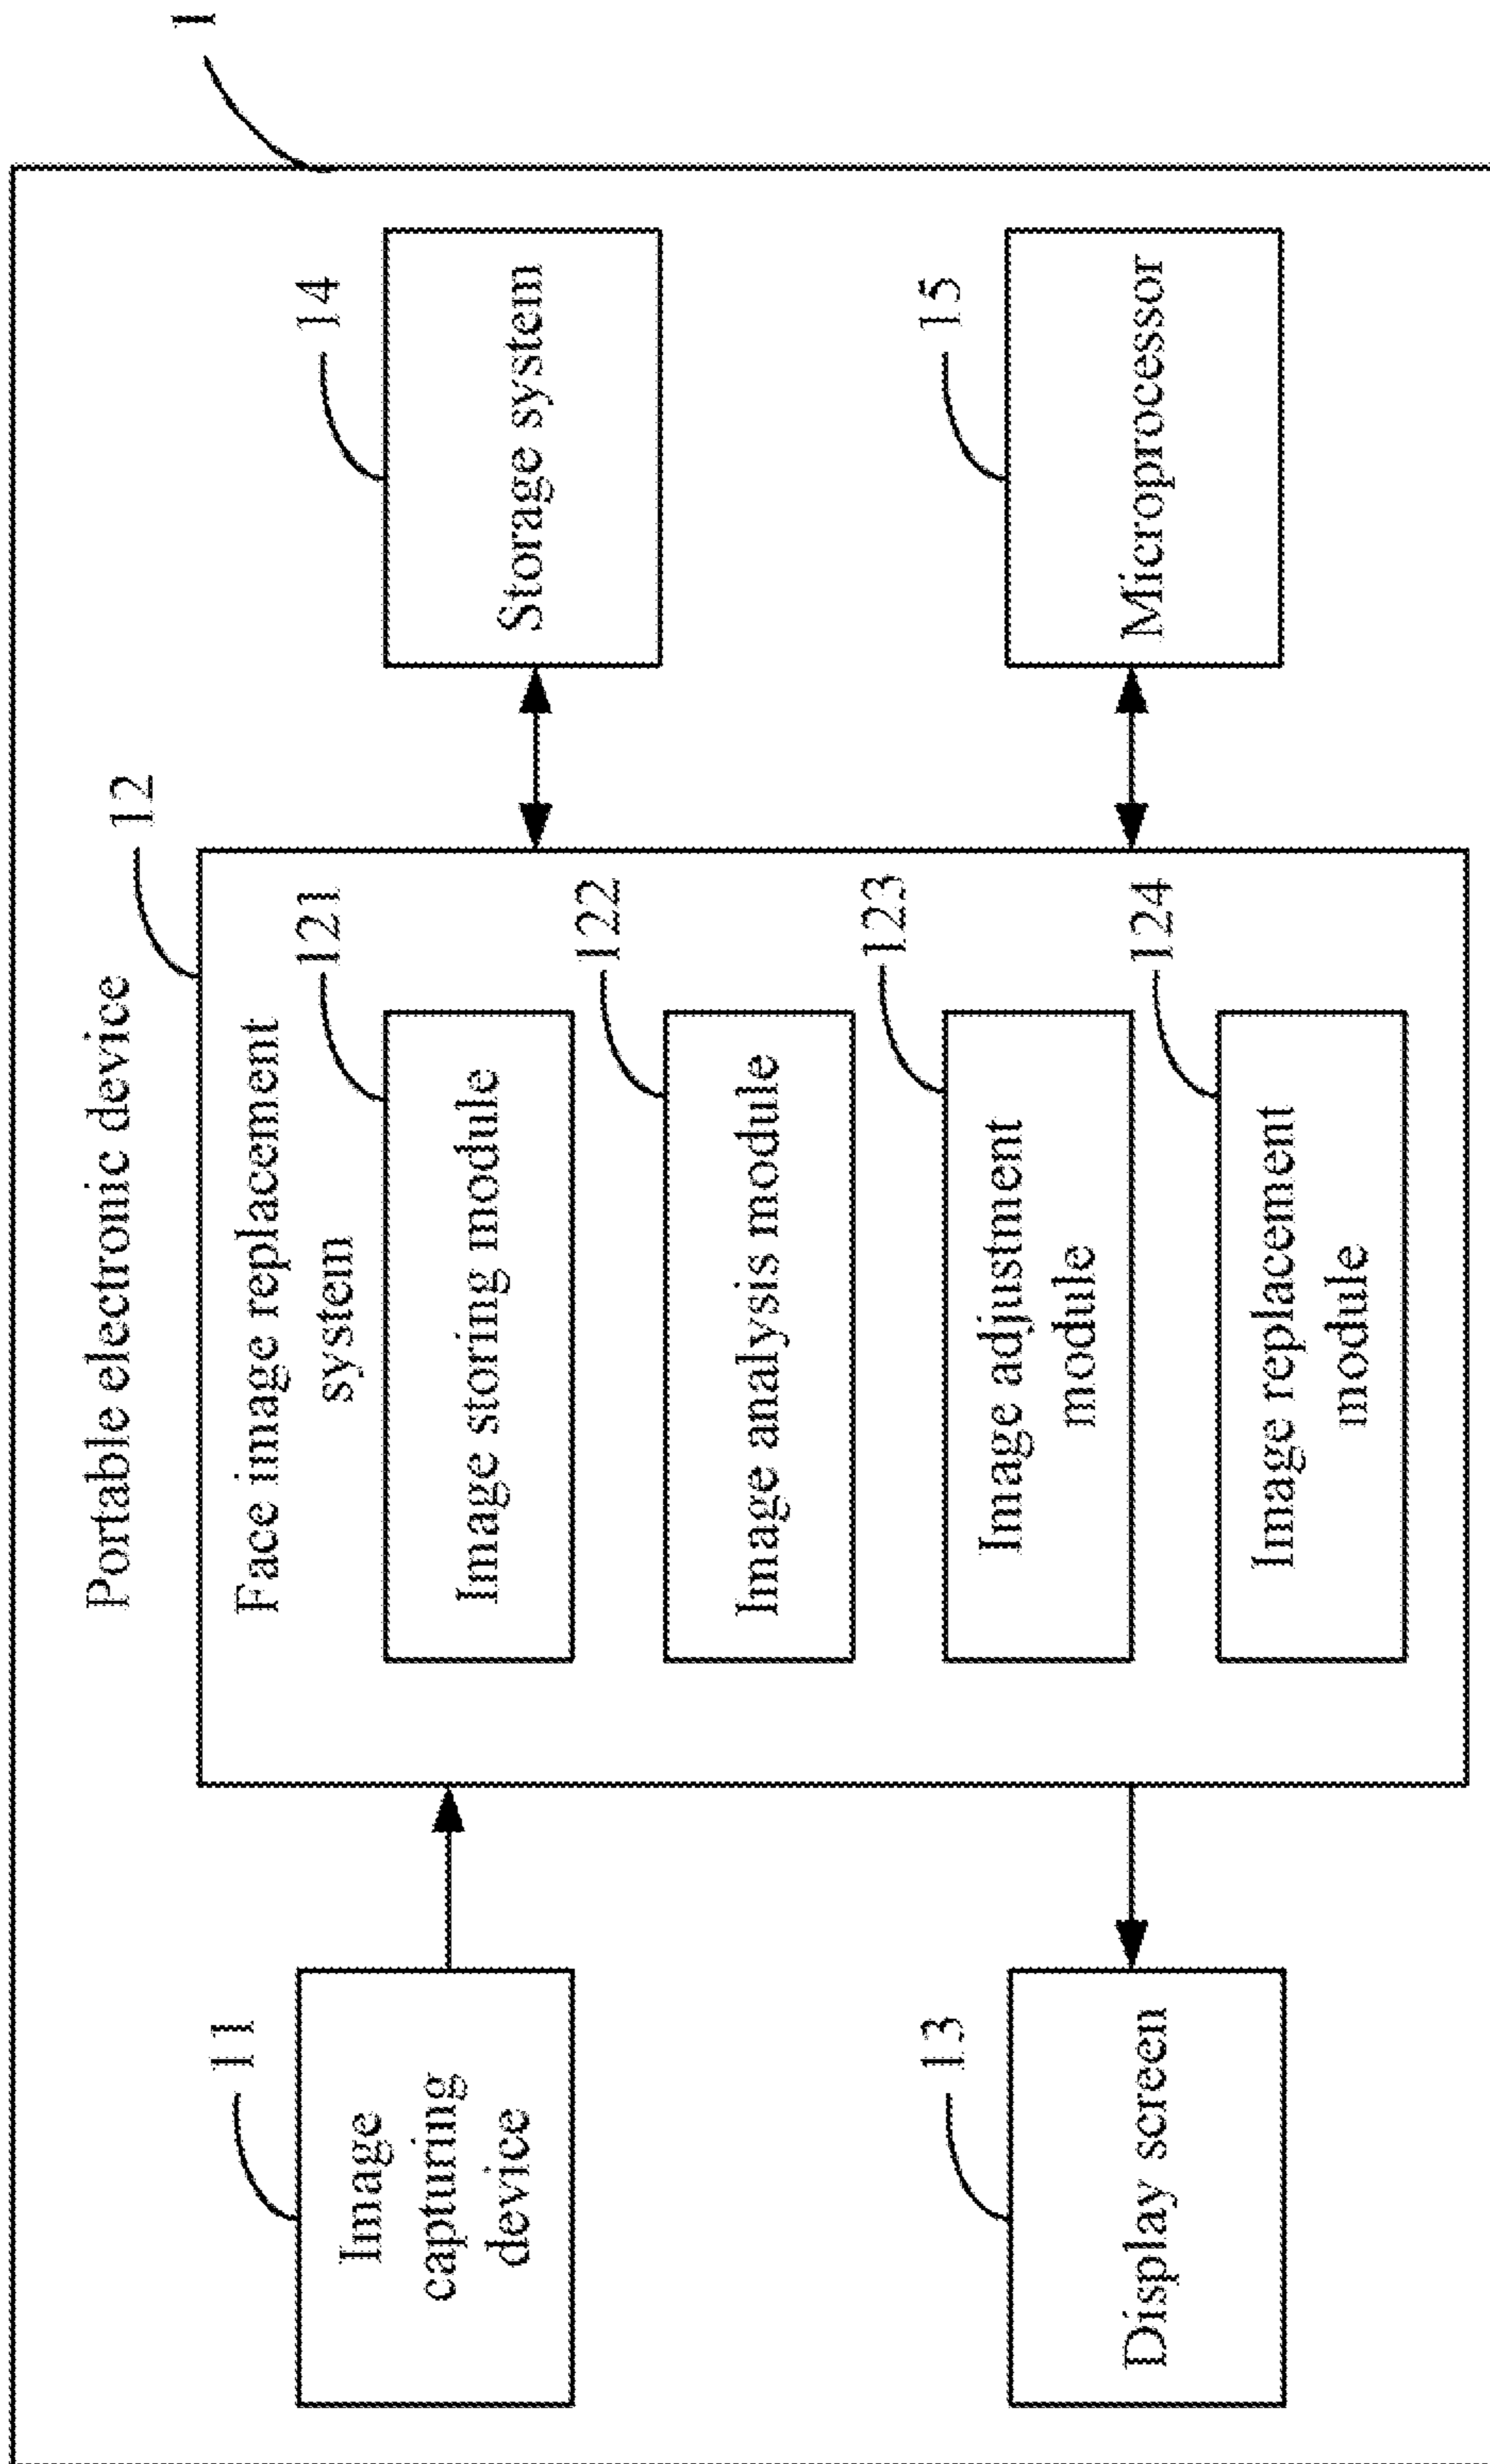 Portable electronic device
1
11
Image
capturing
device
12
Face image replacement
system
121
Image storing module
122
Image analysis module
123
Image adjustment
module
124
Image replacement
module
13
Display screen
14
Storage system
15
Microprocessor